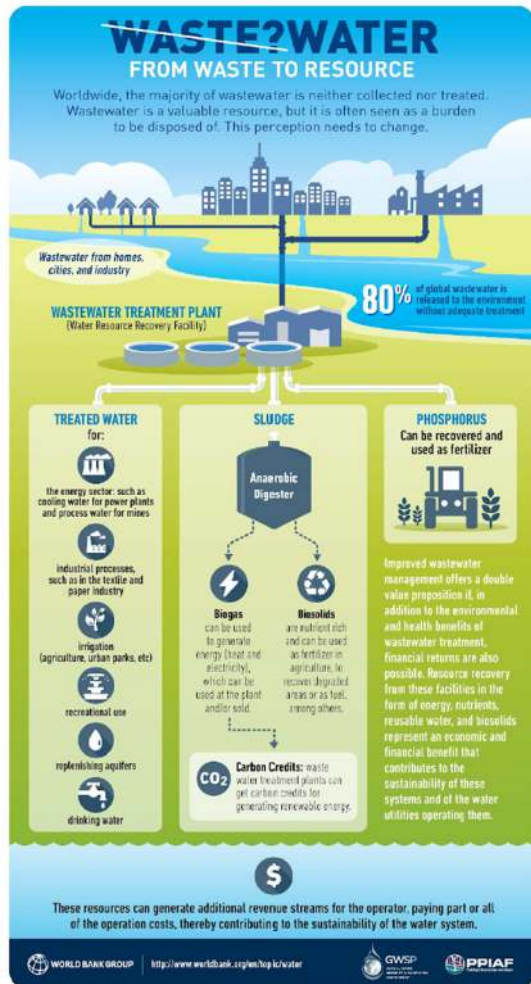 WASTE?WATER
FROM WASTE TO RESOURCE
Worldwide, the majority of wastewater is neither collected nor treated.
Wastewater is a valuable resource, but it is often seen as a burden
to be disposed of. This perception needs to change.
Wastewater from homes,
cities, and industry
80% of global wastewater is
released to the environment
without adequate treatment
WASTEWATER TREATMENT PLANT
(Water Resource Recovery Facility)
TREATED WATER
for:
the energy sector: such as
cooling water for power plants
and process water for mines
industrial processes,
such as in the textile and
paper industry
irrigation
(agriculture, urban parks, etc)
recreational use
replenishing aquifers
drinking water
SLUDGE
Anaerobic
Digester
Biogas
can be used
to generate
energy (heat and
electricity),
which can be
used at the plant
and/or sold.
Biosolids
are nutrient rich
and can be used
as fertilizer in
agriculture, to
recover degraded
areas or as fuel,
among others.
CO2
Carbon Credits: waste
water treatment plants can
get carbon credits for
generating renewable energy.
PHOSPHORUS
Can be recovered and
used as fertilizer
Improved wastewater
management offers a double
value proposition if, in
addition to the environmental
and health benefits of
wastewater treatment,
financial returns are also
possible. Resource recovery
from these facilities in the
form of energy, nutrients,
reusable water, and biosolids
represent an economic and
financial benefit that
contributes to the
sustainability of these
systems and of the water
utilities operating them.
$
These resources can generate additional revenue streams for the operator, paying part or all
of the operation costs, thereby contributing to the sustainability of the water system.
WORLD BANK GROUP
http://www.worldbank.org/en/topic/water
GWSP
PPIAF